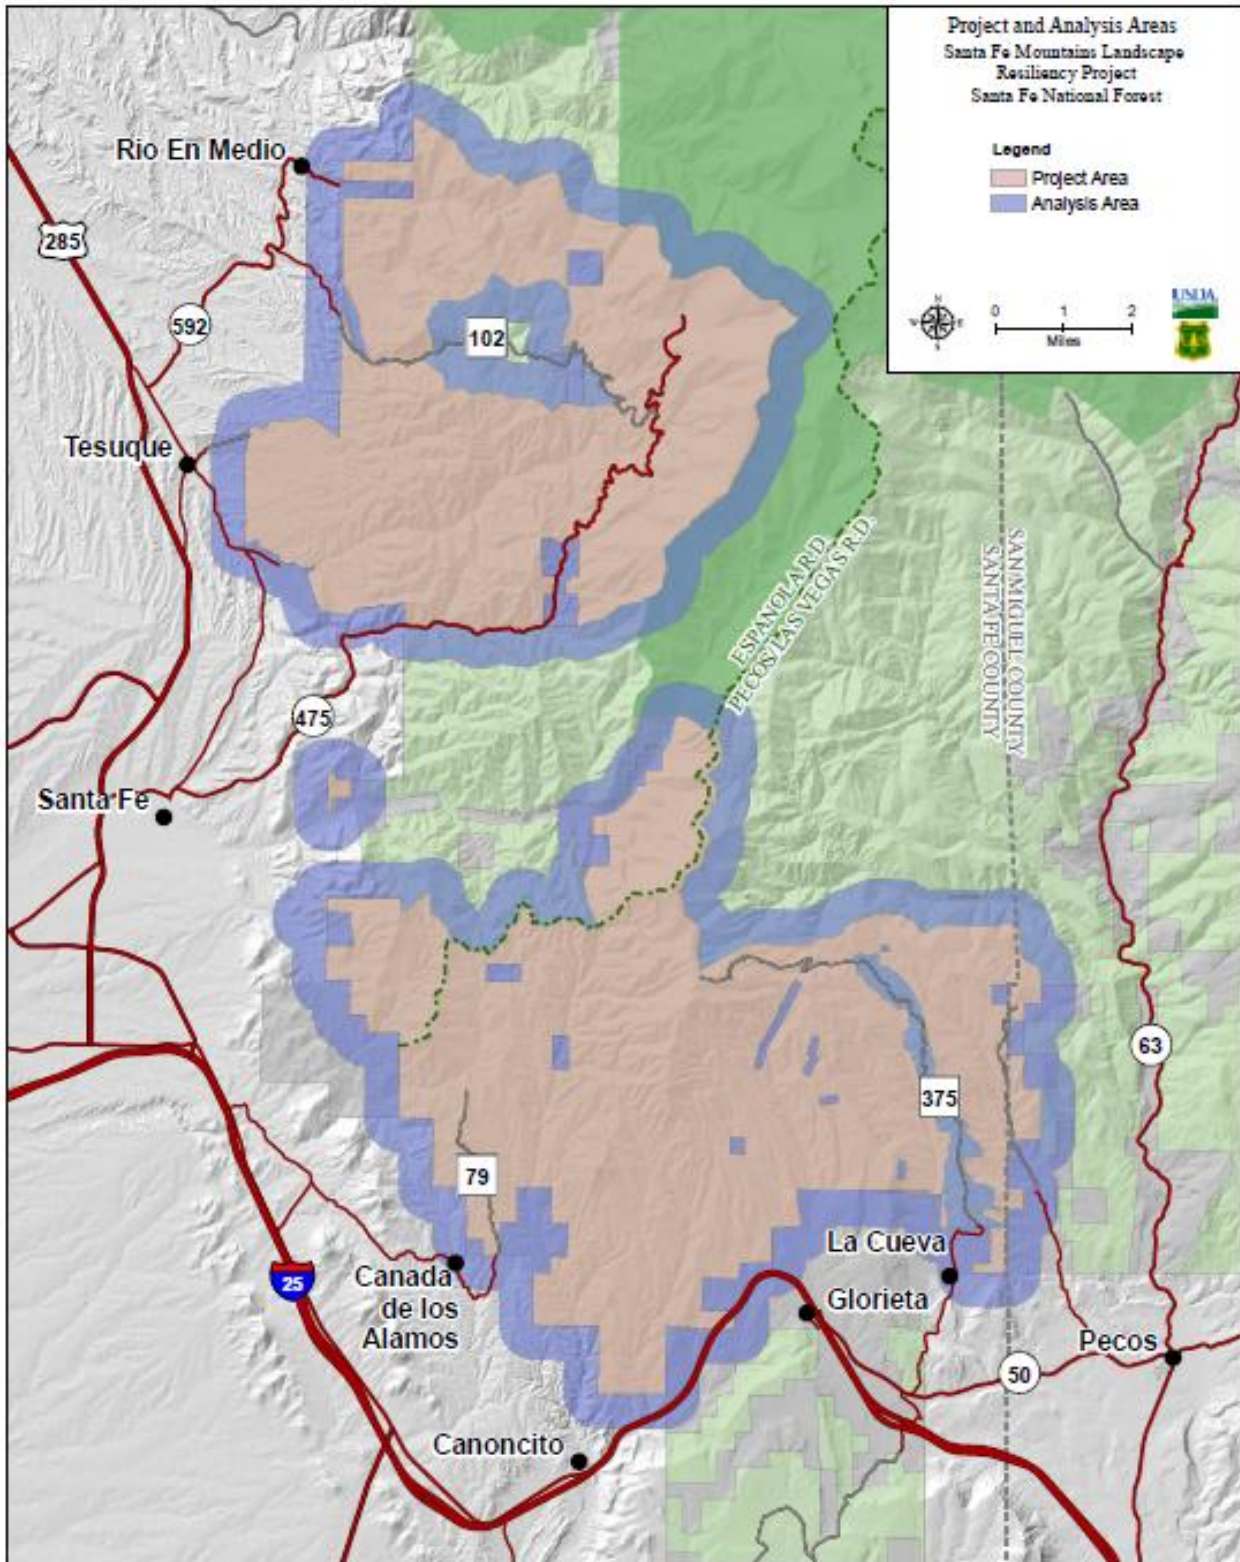 Project and Analysis Areas
Santa Fe Mountains Landscape
Resiliency Project
Santa Fe National Forest
Legend
Project Area
Analysis Area
N
W E
S
0 1 2
Miles
USDA
Rio En Medio
285
592
102
Tesuque
ESPANOLA R.D.
PECOS/LAS VEGAS R.D.
SAN MIGUEL COUNTY
SANTA FE COUNTY
475
Santa Fe
63
375
79
La Cueva
25
Canada
de los
Alamos
Glorieta
Pecos
50
Canoncito